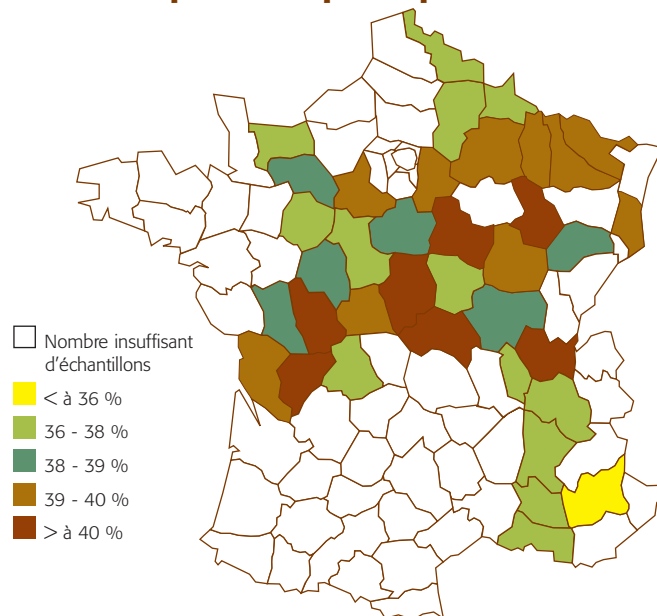 Nombre insuffisant
d'échantillons
< à 36 %
36 - 38 %
38 - 39 %
39 - 40 %
> à 40 %